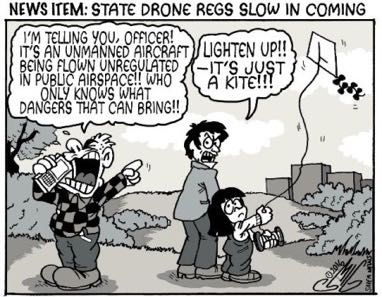 NEWS ITEM: STATE DRONE REGS SLOW IN COMING
I'M TELLING YOU, OFFICER!
IT'S AN UNMANNED AIRCRAFT
BEING FLOWN UNREGULATED
IN PUBLIC AIRSPACE!! WHO
ONLY KNOWS WHAT
DANGERS THAT CAN BRING!!
LIGHTEN UP!!
—IT'S JUST
A KITE!!!